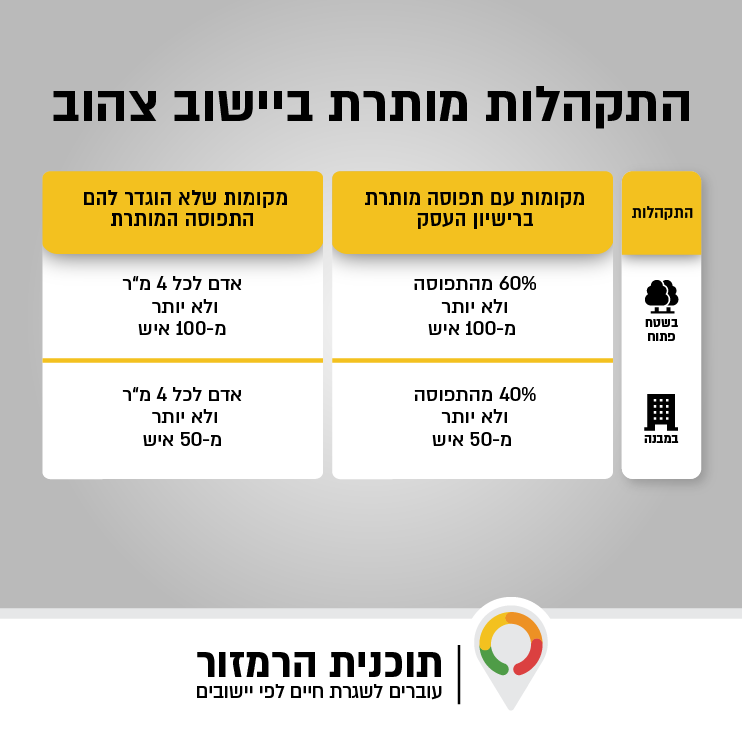 התקהלות מותרת ביישוב צהוב
התקהלות
מקומות עם תפוסה מותרת
ברישיון העסק
מקומות שלא הוגדר להם
התפוסה המותרת
בשטח
פתוח
60% מהתפוסה
ולא יותר
מ-100 איש
אדם לכל 4 מ"ר
ולא יותר
מ-100 איש
במבנה
40% מהתפוסה
ולא יותר
מ-50 איש
אדם לכל 4 מ"ר
ולא יותר
מ-50 איש
תוכנית הרמזור
עוברים לשגרת חיים לפי יישובים